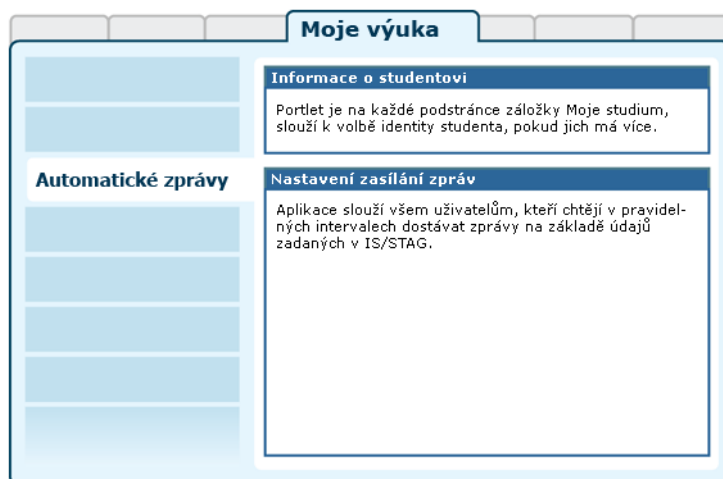 Moje výuka
Informace o studentovi
Portlet je na každé podstránce záložky Moje studium,
slouží k volbě identity studenta, pokud jich má více.
Automatické zprávy
Nastavení zasílání zpráv
Aplikace slouží všem uživatelům, kteří chtějí v pravidel-
ných intervalech dostávat zprávy na základě údajů
zadaných v IS/STAG.